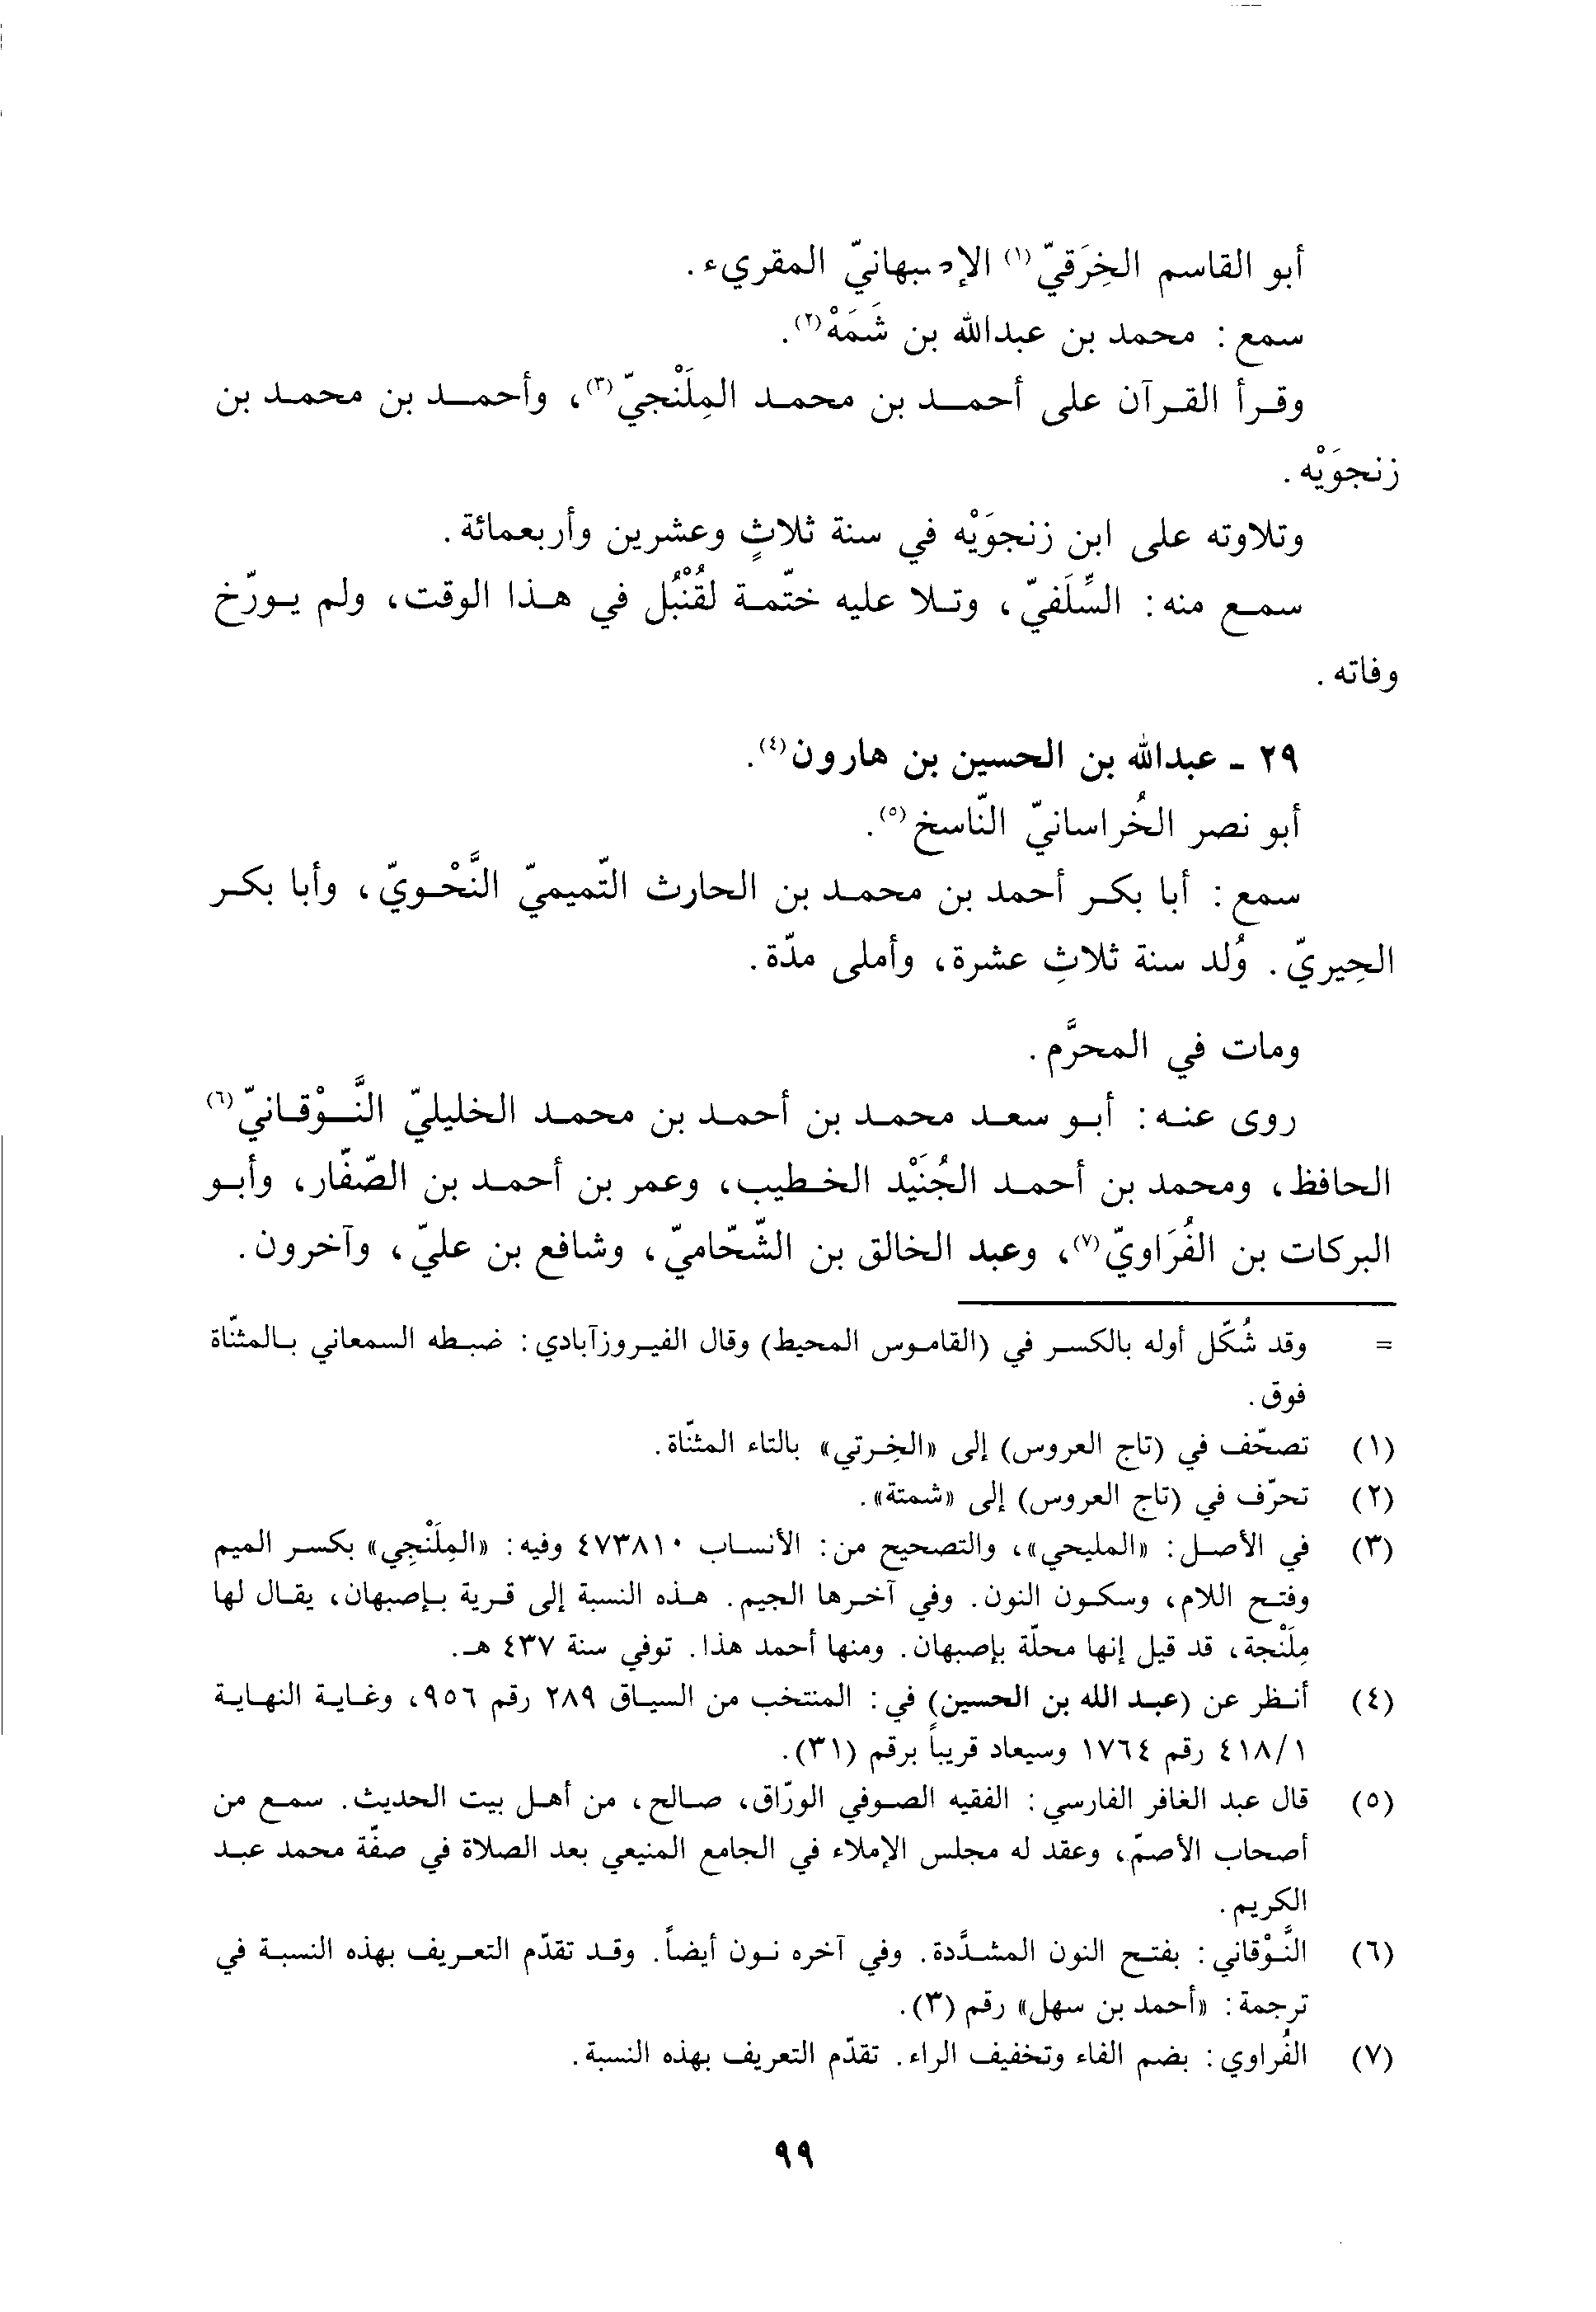 أبو القاسم الخِرَقيّ(١) الإصبهانيّ المقريء.
سمع: محمد بن عبدالله بن شَمَهْ(٢).
وقرأ القرآن على أحمد بن محمد المِلَنْجيّ(٣)، وأحمد بن محمد بن
زنجوَيْه.
وتلاوته على ابن زنجوَيْه في سنة ثلاثٍ وعشرين وأربعمائة.
سمع منه: السِّلَفيّ، وتلا عليه ختّمة لقُنْبُل في هذا الوقت، ولم يورّخ
وفاته.
٢٩ - عبدالله بن الحسين بن هارون(٤).
أبو نصر الخُراسانيّ النّاسخ(٥).
سمع: أبا بكر أحمد بن محمد بن الحارث التّميميّ النَّحْويّ، وأبا بكر
الحِيريّ. وُلد سنة ثلاثِ عشرة، وأملى مدّة.
ومات في المحرَّم.
روى عنه: أبو سعد محمد بن أحمد بن محمد الخليليّ النَّوْقانيّ(٦)
الحافظ، ومحمد بن أحمد الجُنَيْد الخطيب، وعمر بن أحمد بن الصّفّار، وأبو
البركات بن الفُرَاويّ(٧)، وعبد الخالق بن الشّحّاميّ، وشافع بن عليّ، وآخرون.
= وقد شُكّل أوله بالكسر في (القاموس المحيط) وقال الفيروزآبادي: ضبطه السمعاني بالمثنّاة
فوق.
(١) تصحّف في (تاج العروس) إلى «الخِرتي» بالتاء المثنّاة.
(٢) تحرّف في (تاج العروس) إلى «شمتة».
(٣) في الأصل: «المليحي»، والتصحيح من: الأنساب ٤٧٣٨١٠ وفيه: «المِلَنْجِي» بكسر الميم
وفتح اللام، وسكون النون. وفي آخرها الجيم. هذه النسبة إلى قرية بإصبهان، يقال لها
مِلَنْجة، قد قيل إنها محلّة بإصبهان. ومنها أحمد هذا. توفي سنة ٤٣٧ هـ.
(٤) أنظر عن (عبد الله بن الحسين) في: المنتخب من السياق ٢٨٩ رقم ٩٥٦، وغاية النهاية
٤١٨/١ رقم ١٧٦٤ وسيعاد قريباً برقم (٣١).
(٥) قال عبد الغافر الفارسي: الفقيه الصوفي الورّاق، صالح، من أهل بيت الحديث. سمع من
أصحاب الأصمّ، وعقد له مجلس الإملاء في الجامع المنيعي بعد الصلاة في صفّة محمد عبد
الكريم.
(٦) النَّوْقاني: بفتح النون المشدَّدة. وفي آخره نون أيضاً. وقد تقدّم التعريف بهذه النسبة في
ترجمة: «أحمد بن سهل» رقم (٣).
(٧) الفُراوي: بضم الفاء وتخفيف الراء. تقدّم التعريف بهذه النسبة.
٩٩